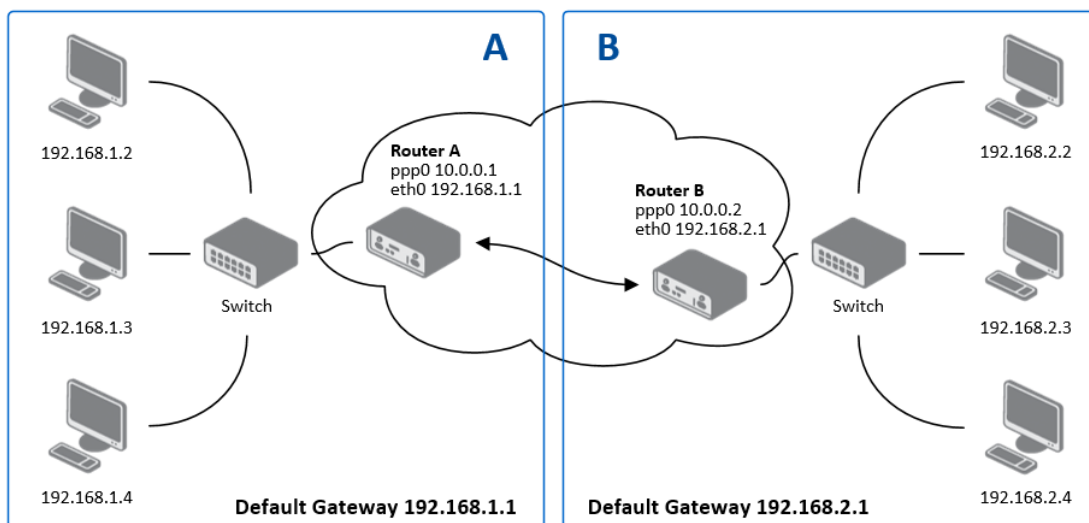 A
B
192.168.1.2
Router A
ppp0 10.0.0.1
eth0 192.168.1.1
192.168.1.3
Switch
192.168.1.4
Default Gateway 192.168.1.1
Router B
ppp0 10.0.0.2
eth0 192.168.2.1
Switch
192.168.2.2
192.168.2.3
192.168.2.4
Default Gateway 192.168.2.1